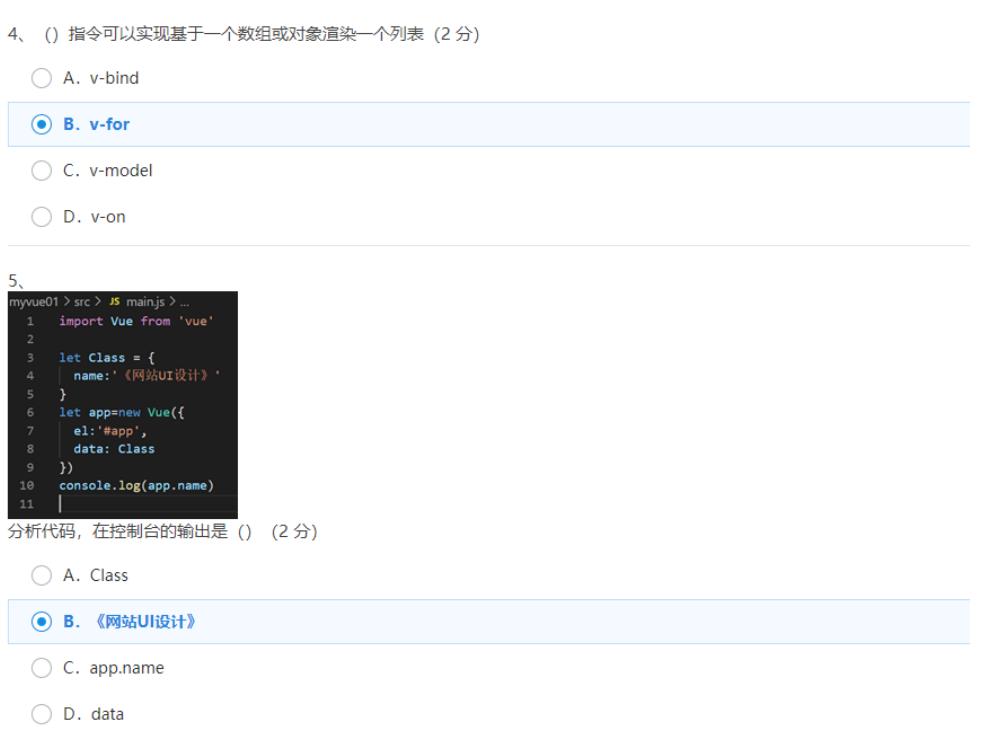 4、 () 指令可以实现基于一个数组或对象渲染一个列表 (2 分)
A. v-bind
B. v-for
C. v-model
D. v-on
5、
myvue01 > src > JS main.js > ...
1 import Vue from 'vue'
2
3 let Class = {
4 name:'《网站UI设计》'
5 }
6 let app=new Vue({
7 el:'#app',
8 data: Class
9 })
10 console.log(app.name)
11
分析代码，在控制台的输出是 () (2 分)
A. Class
B. 《网站UI设计》
C. app.name
D. data